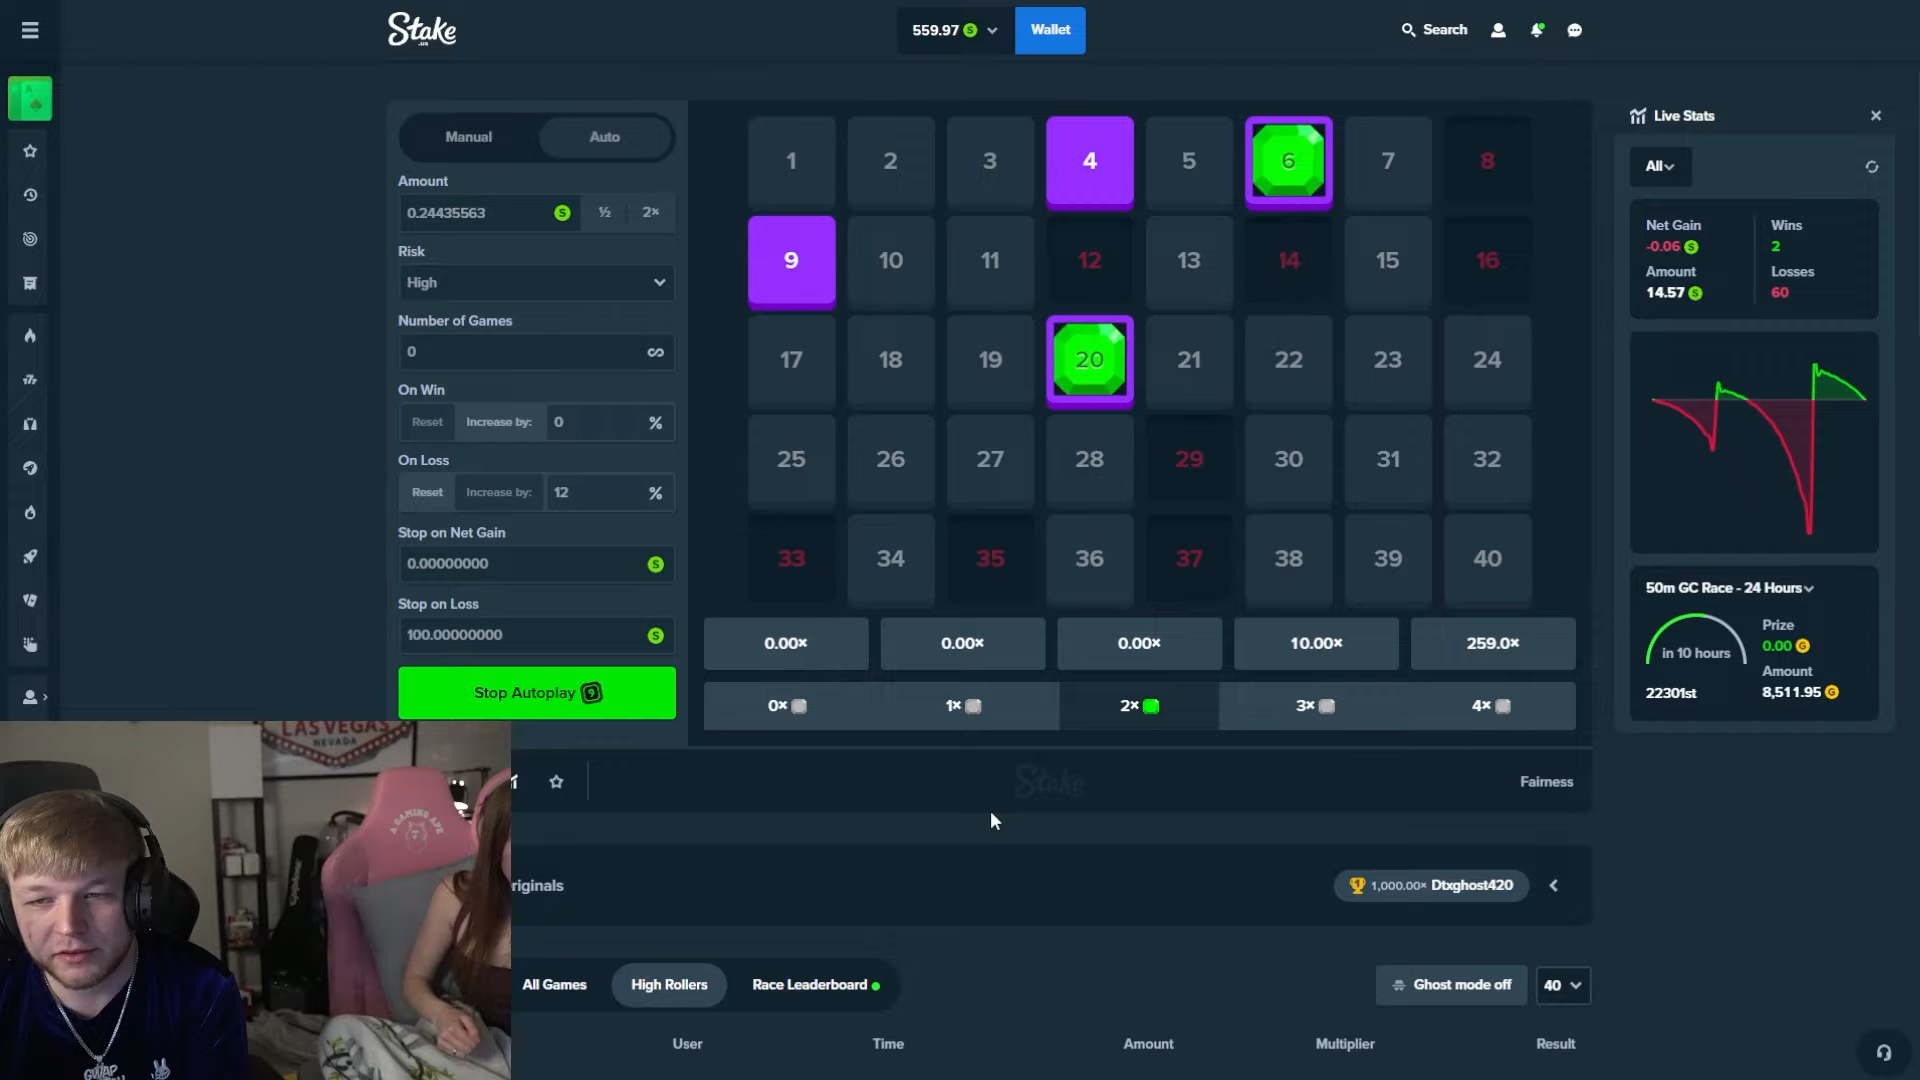 Stake
.us
559.97
Wallet
Search
Manual
Auto
Amount
0.24435563
½
2×
Risk
High
Number of Games
0
On Win
Reset
Increase by:
0
%
On Loss
Reset
Increase by:
12
%
Stop on Net Gain
0.00000000
Stop on Loss
100.00000000
Stop Autoplay
1 2 3 4 5 6 7 8
9 10 11 12 13 14 15 16
17 18 19 20 21 22 23 24
25 26 27 28 29 30 31 32
33 34 35 36 37 38 39 40
0.00× 0.00× 0.00× 10.00× 259.0×
0× 1× 2× 3× 4×
Live Stats
All
Net Gain
-0.06
Wins
2
Amount
14.57
Losses
60
50m GC Race - 24 Hours
in 10 hours
22301st
Prize
0.00
Amount
8,511.95
Stake
Fairness
riginals
1,000.00× Dtxghost420
All Games
High Rollers
Race Leaderboard
Ghost mode off
40
User
Time
Amount
Multiplier
Result
LAS VEGAS
NEVADA
A GAMING APE